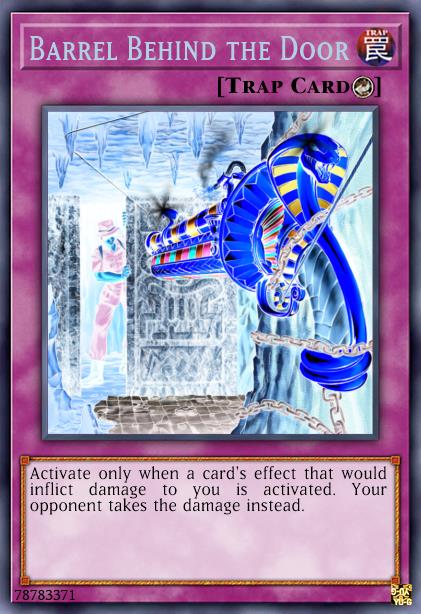 BARREL BEHIND THE DOOR
TRAP
罠
[TRAP CARD]
Activate only when a card's effect that would
inflict damage to you is activated. Your
opponent takes the damage instead.
78783371